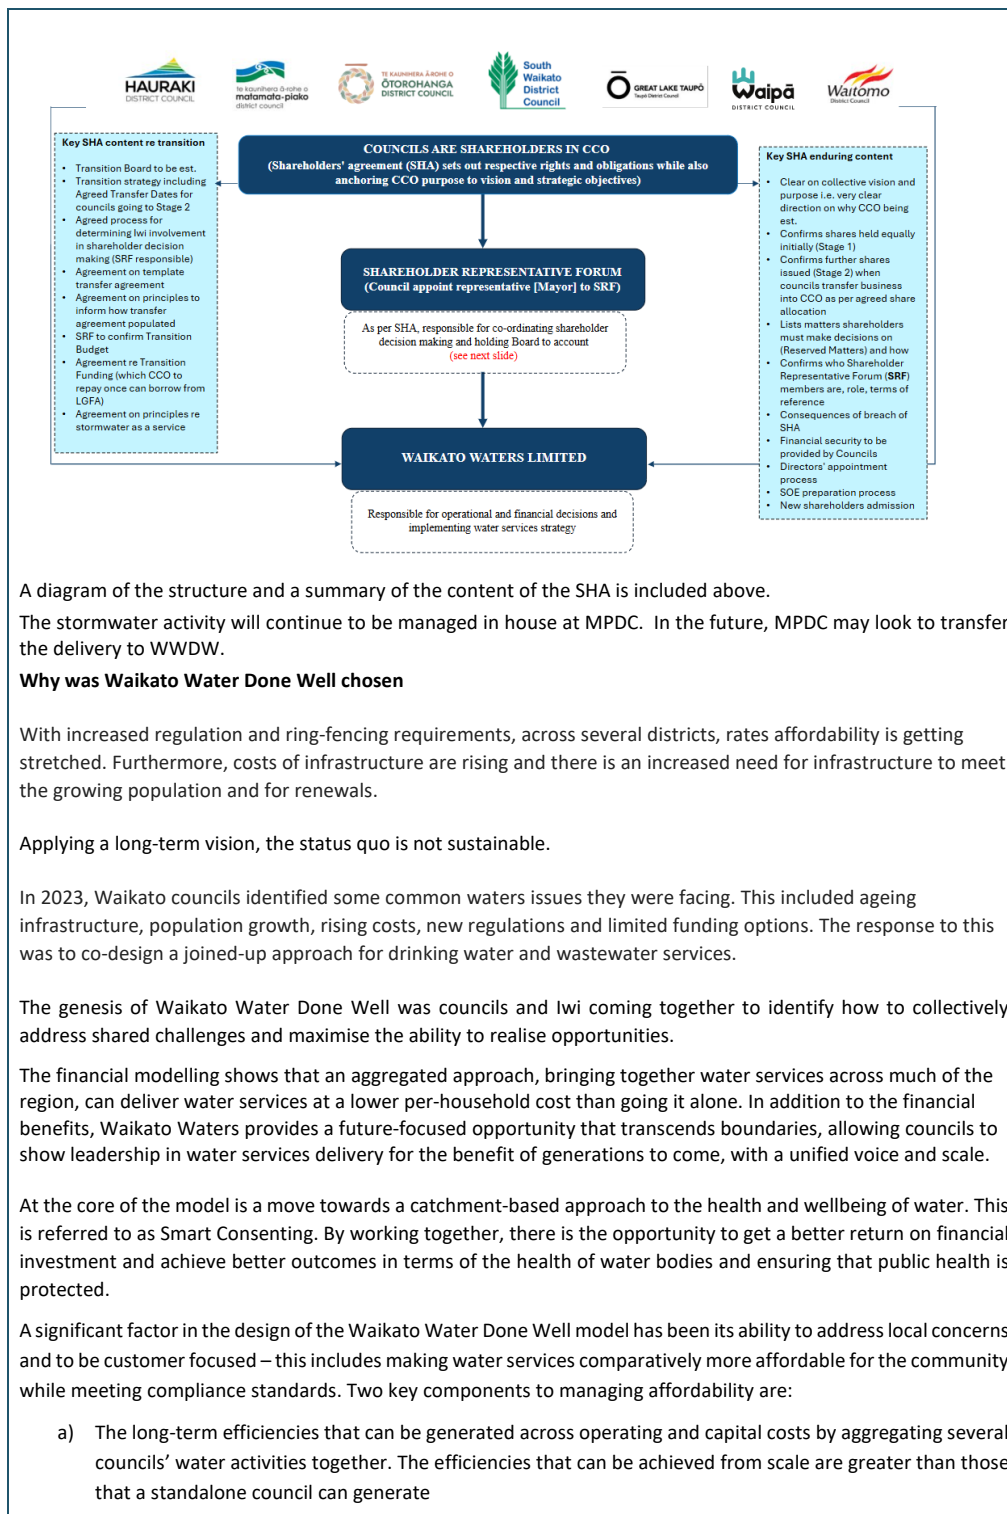 HAURAKI
DISTRICT COUNCIL
te kaunihera ā-rohe o
matamata-piako
district council
TE KAUNIHERA Ā ROHE O
ŌTOROHANGA
DISTRICT COUNCIL
South
Waikato
District
Council
GREAT LAKE TAUPŌ
Taupō District Council
Waipā
DISTRICT COUNCIL
Waitomo
District Council
Key SHA content re transition
• Transition Board to be est.
• Transition strategy including
Agreed Transfer Dates for
councils going to Stage 2
• Agreed process for
determining Iwi involvement
in shareholder decision
making (SRF responsible)
• Agreement on template
transfer agreement
• Agreement on principles to
inform how transfer
agreement populated
• SRF to confirm Transition
Budget
• Agreement re Transition
Funding (which CCO to
repay once can borrow from
LGFA)
• Agreement on principles re
stormwater as a service
COUNCILS ARE SHAREHOLDERS IN CCO
(Shareholders' agreement (SHA) sets out respective rights and obligations while also
anchoring CCO purpose to vision and strategic objectives)
SHAREHOLDER REPRESENTATIVE FORUM
(Council appoint representative [Mayor] to SRF)
As per SHA, responsible for co-ordinating shareholder
decision making and holding Board to account
(see next slide)
WAIKATO WATERS LIMITED
Responsible for operational and financial decisions and
implementing water services strategy
Key SHA enduring content
• Clear on collective vision and
purpose i.e. very clear
direction on why CCO being
est.
• Confirms shares held equally
initially (Stage 1)
• Confirms further shares
issued (Stage 2) when
councils transfer business
into CCO as per agreed share
allocation
• Lists matters shareholders
must make decisions on
(Reserved Matters) and how
• Confirms who Shareholder
Representative Forum (SRF)
members are, role, terms of
reference
• Consequences of breach of
SHA
• Financial security to be
provided by Councils
• Directors' appointment
process
• SOE preparation process
• New shareholders admission
A diagram of the structure and a summary of the content of the SHA is included above.
The stormwater activity will continue to be managed in house at MPDC. In the future, MPDC may look to transfer
the delivery to WWDW.
Why was Waikato Water Done Well chosen
With increased regulation and ring-fencing requirements, across several districts, rates affordability is getting
stretched. Furthermore, costs of infrastructure are rising and there is an increased need for infrastructure to meet
the growing population and for renewals.
Applying a long-term vision, the status quo is not sustainable.
In 2023, Waikato councils identified some common waters issues they were facing. This included ageing
infrastructure, population growth, rising costs, new regulations and limited funding options. The response to this
was to co-design a joined-up approach for drinking water and wastewater services.
The genesis of Waikato Water Done Well was councils and Iwi coming together to identify how to collectively
address shared challenges and maximise the ability to realise opportunities.
The financial modelling shows that an aggregated approach, bringing together water services across much of the
region, can deliver water services at a lower per-household cost than going it alone. In addition to the financial
benefits, Waikato Waters provides a future-focused opportunity that transcends boundaries, allowing councils to
show leadership in water services delivery for the benefit of generations to come, with a unified voice and scale.
At the core of the model is a move towards a catchment-based approach to the health and wellbeing of water. This
is referred to as Smart Consenting. By working together, there is the opportunity to get a better return on financial
investment and achieve better outcomes in terms of the health of water bodies and ensuring that public health is
protected.
A significant factor in the design of the Waikato Water Done Well model has been its ability to address local concerns
and to be customer focused – this includes making water services comparatively more affordable for the community
while meeting compliance standards. Two key components to managing affordability are:
a) The long-term efficiencies that can be generated across operating and capital costs by aggregating several
councils' water activities together. The efficiencies that can be achieved from scale are greater than those
that a standalone council can generate